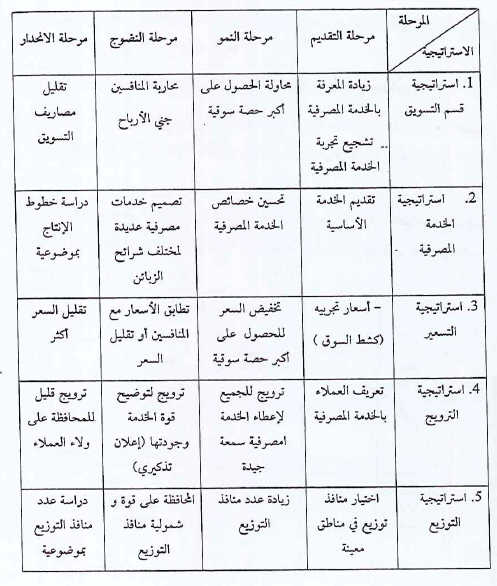 المرحلة
الاستراتيجية
مرحلة التقديم
مرحلة النمو
مرحلة النضوج
مرحلة الانحدار
1. استراتيجية
قسم التسويق
زيادة المعرفة
بالخدمة المصرفية
.. تشجيع تجربة
الخدمة المصرفية
محاولة الحصول على
أكبر حصة سوقية
محاربة المنافسين
جني الأرباح
تقليل
مصاريف
التسويق
2. استراتيجية
الخدمة
المصرفية
تقديم الخدمة
الأساسية
تحسين خصائص
الخدمة المصرفية
تصميم خدمات
مصرفية عديدة
لمختلف شرائح
الزبائن
دراسة خطوط
الإنتاج
بموضوعية
3. استراتيجية
التسعير
- أسعار تجريبه
(كشط السوق )
تخفيض السعر
للحصول على
أكبر حصة سوقية
تطابق الأسعار مع
المنافسين أو تقليل
السعر
تقليل السعر
أكثر
4. استراتيجية
الترويج
تعريف العملاء
بالخدمة المصرفية
ترويج للجميع
لإعطاء الخدمة
امصرفية سمعة
جيدة
ترويج لتوضيح
قوة الخدمة
وجودتها (إعلان
تذكيري)
ترويج قليل
للمحافظة على
ولاء العملاء
5. استراتيجية
التوزيع
اختيار منافذ
توزيع في مناطق
معينة
زيادة عدد منافذ
التوزيع
المحافظة على قوة و
شمولية منافذ
التوزيع
دراسة عدد
منافذ التوزيع
بموضوعية